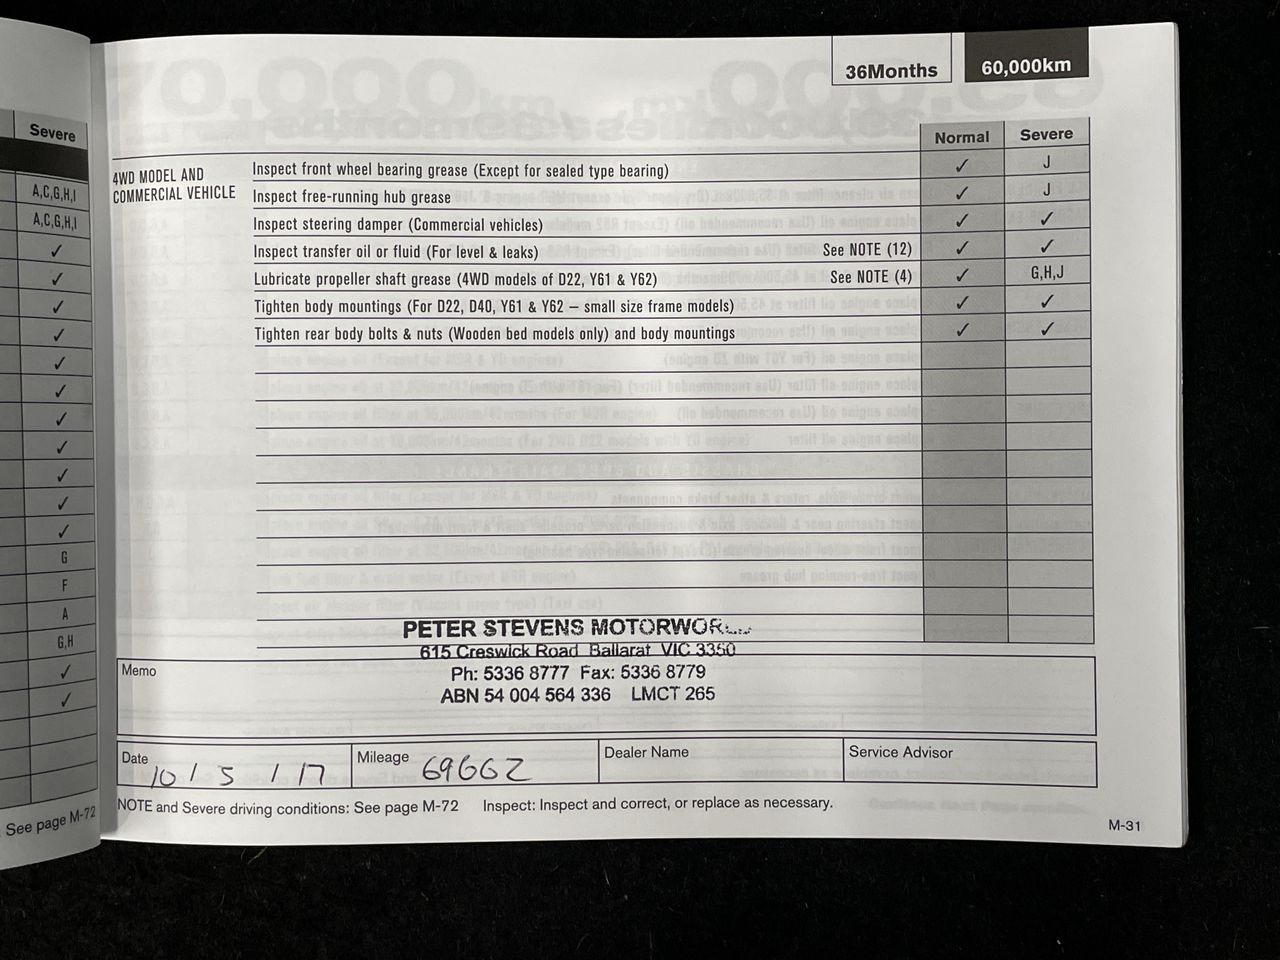 36Months 60,000km
Normal Severe
4WD MODEL AND
COMMERCIAL VEHICLE
Inspect front wheel bearing grease (Except for sealed type bearing) ✓ J
Inspect free-running hub grease ✓ J
Inspect steering damper (Commercial vehicles) ✓ ✓
Inspect transfer oil or fluid (For level & leaks) See NOTE (12) ✓ ✓
Lubricate propeller shaft grease (4WD models of D22, Y61 & Y62) See NOTE (4) ✓ G,H,J
Tighten body mountings (For D22, D40, Y61 & Y62 – small size frame models) ✓ ✓
Tighten rear body bolts & nuts (Wooden bed models only) and body mountings ✓ ✓
PETER STEVENS
615 Creswick Road Ballarat VIC 3350
Memo
Ph: 5336 8777 Fax: 5336 8779
ABN 54 004 564 336 LMCT 265
Date 10 / 5 / 17
Mileage 69662
Dealer Name
Service Advisor
NOTE and Severe driving conditions: See page M-72 Inspect: Inspect and correct, or replace as necessary.
M-31
Severe
A,C,G,H,I
A,C,G,H,I
✓
✓
✓
✓
✓
✓
✓
✓
✓
✓
✓
G
F
A
G,H
✓
✓
See page M-72